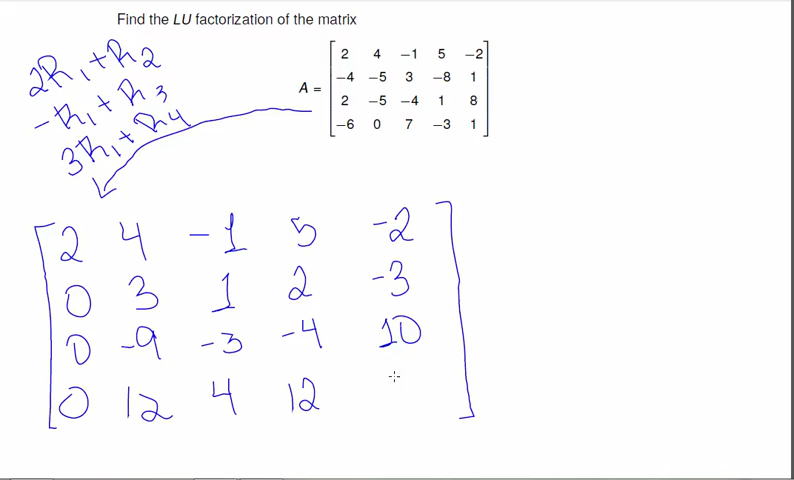 Find the LU factorization of the matrix
A =
2 4 −1 5 −2
−4 −5 3 −8 1
2 −5 −4 1 8
−6 0 7 −3 1
2R1+R2
-R1+R3
3R1+R4
2 4 -1 5 -2
0 3 1 2 -3
0 -9 -3 -4 10
0 12 4 12